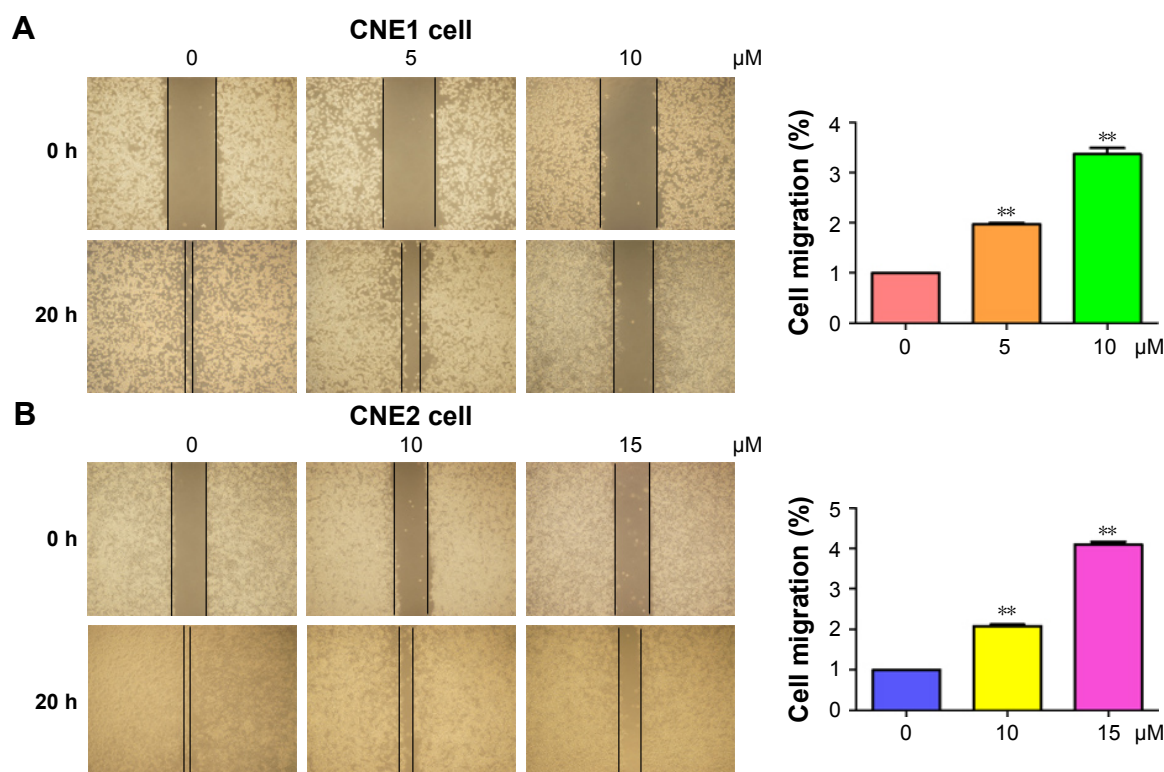 A
CNE1 cell
0 5 10 µM
0 h
20 h
Cell migration (%)
4
3
2
1
0
**
**
0 5 10 µM
B
CNE2 cell
0 10 15 µM
0 h
20 h
Cell migration (%)
5
4
3
2
1
0
**
**
0 10 15 µM